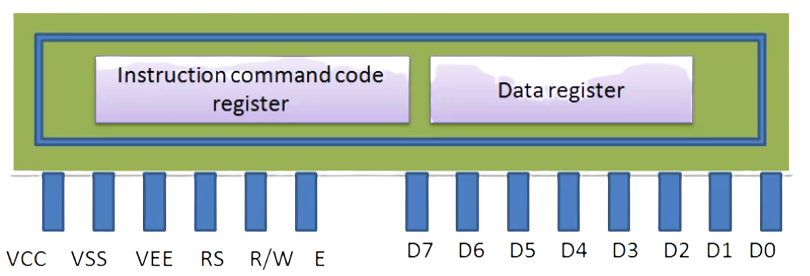 Instruction command code
register
Data register
VCC VSS VEE RS R/W E D7 D6 D5 D4 D3 D2 D1 D0